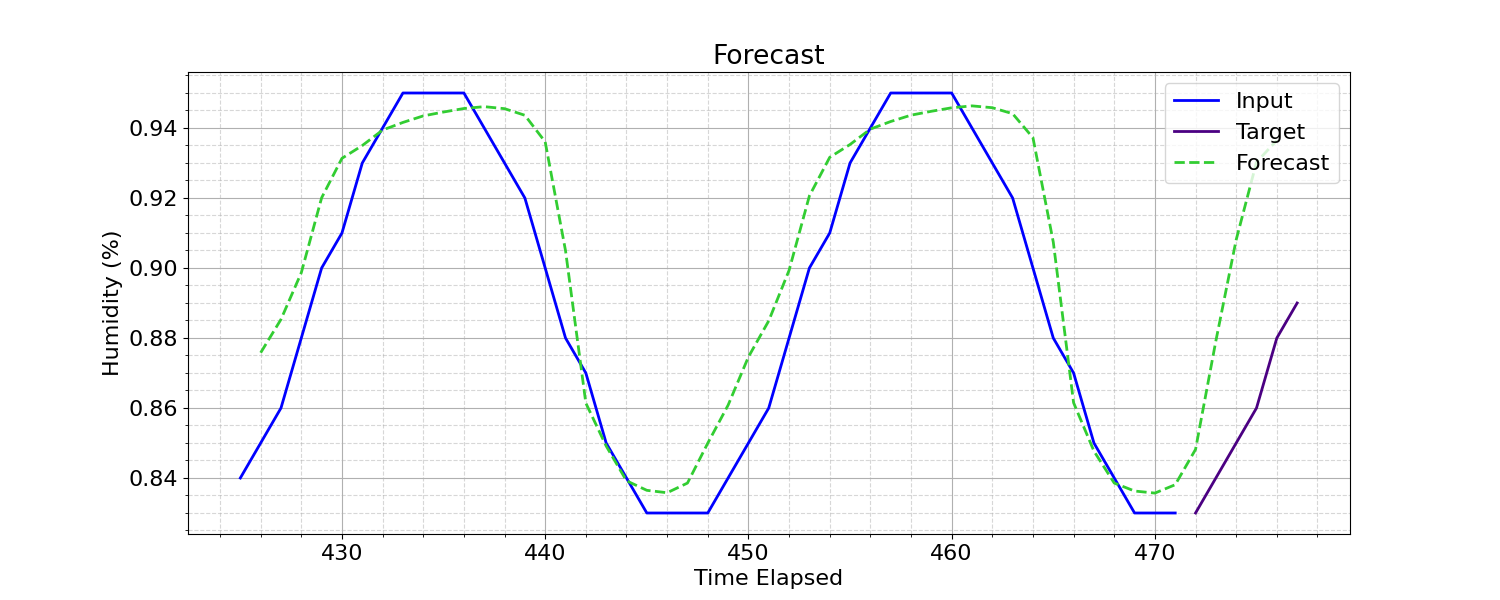 Forecast
Humidity (%)
0.94
0.92
0.90
0.88
0.86
0.84
Input
Target
Forecast
430 440 450 460 470
Time Elapsed